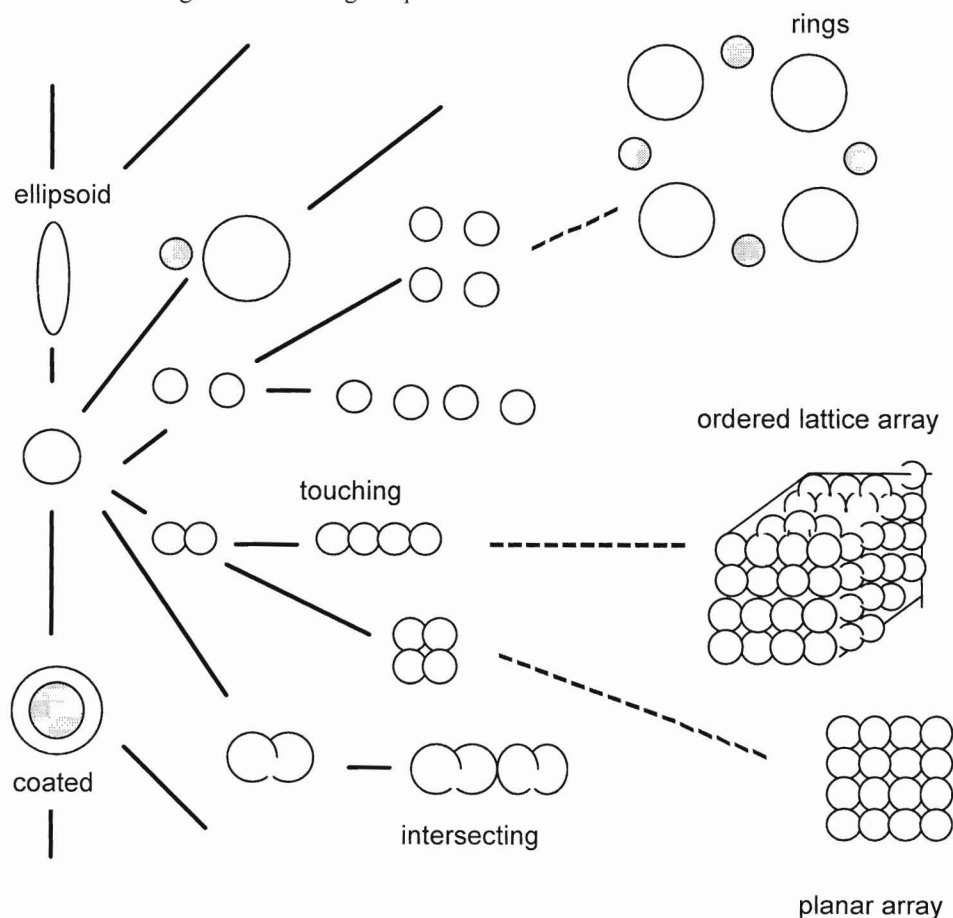 rings
ellipsoid
ordered lattice array
touching
coated
intersecting
planar array